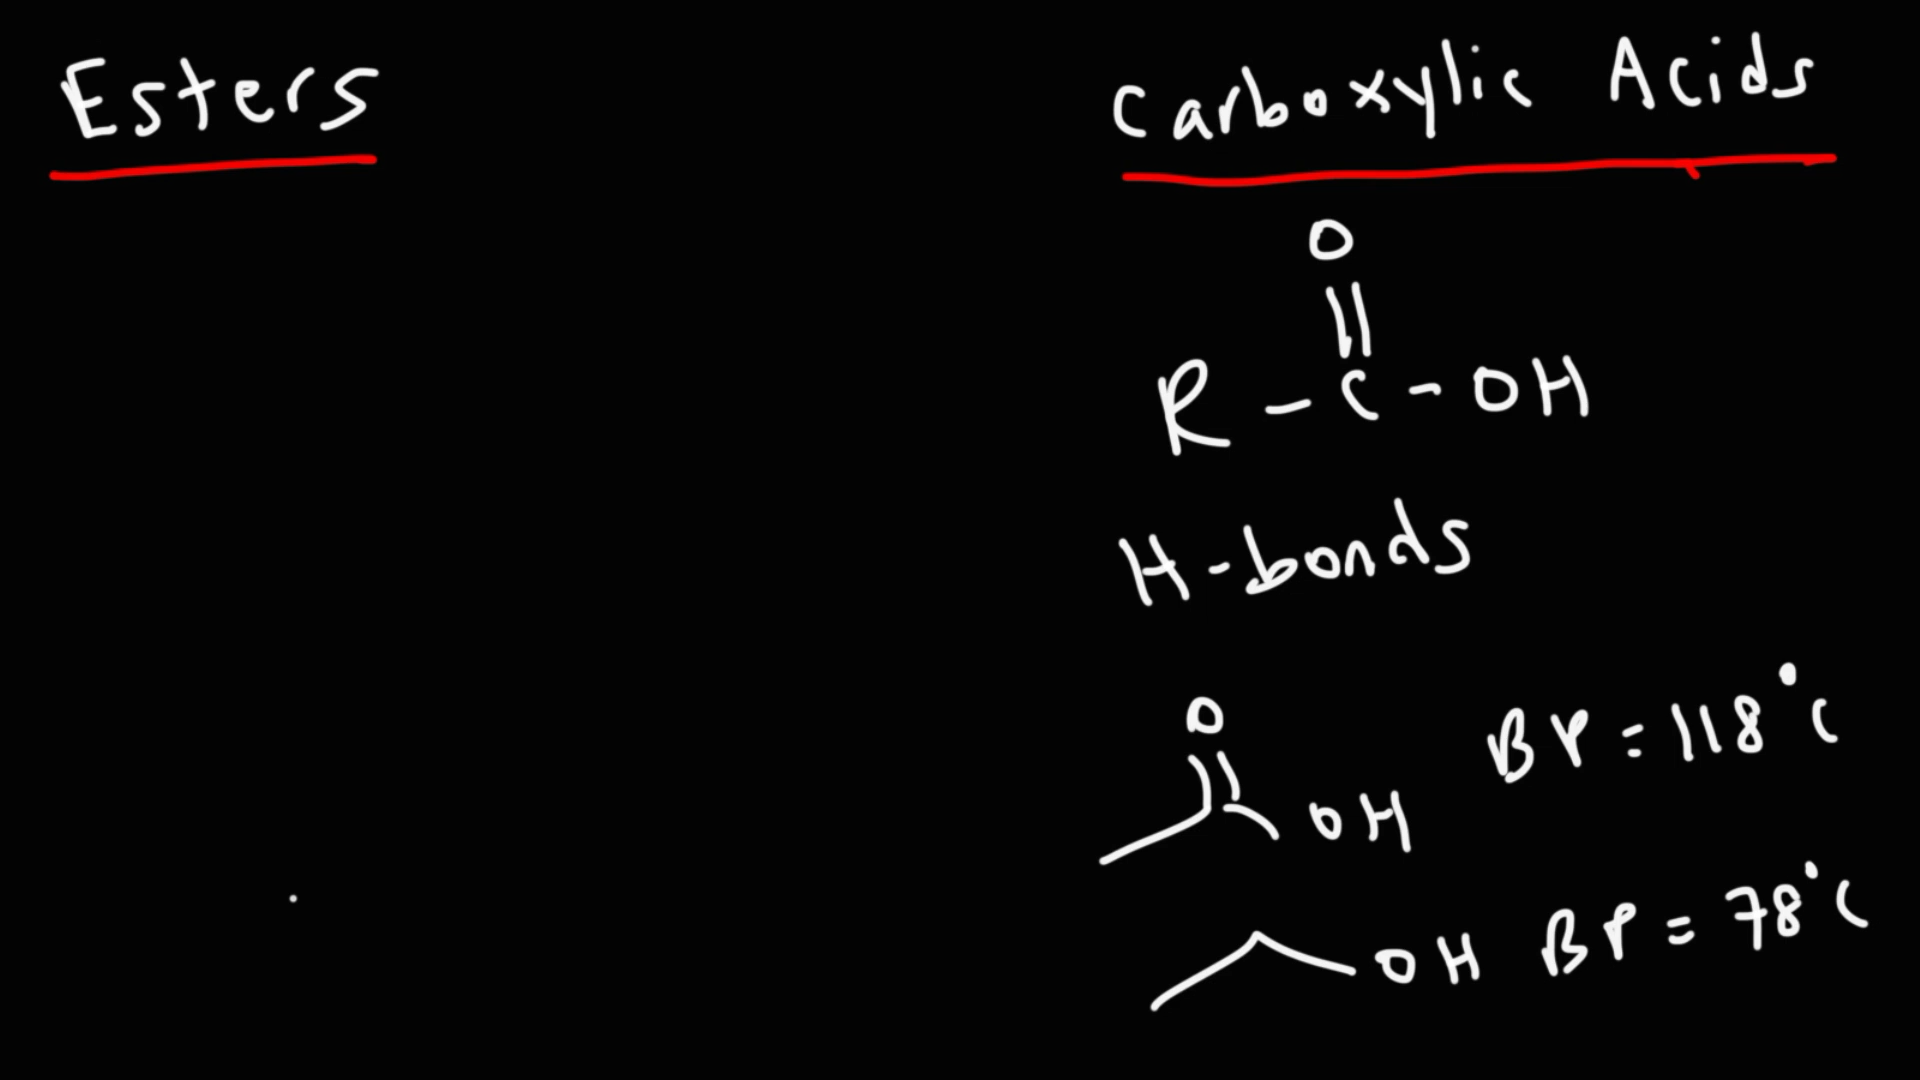 Esters
Carboxylic Acids
O
R - C - OH
H-bonds
O
OH BP = 118°C
OH BP = 78°C